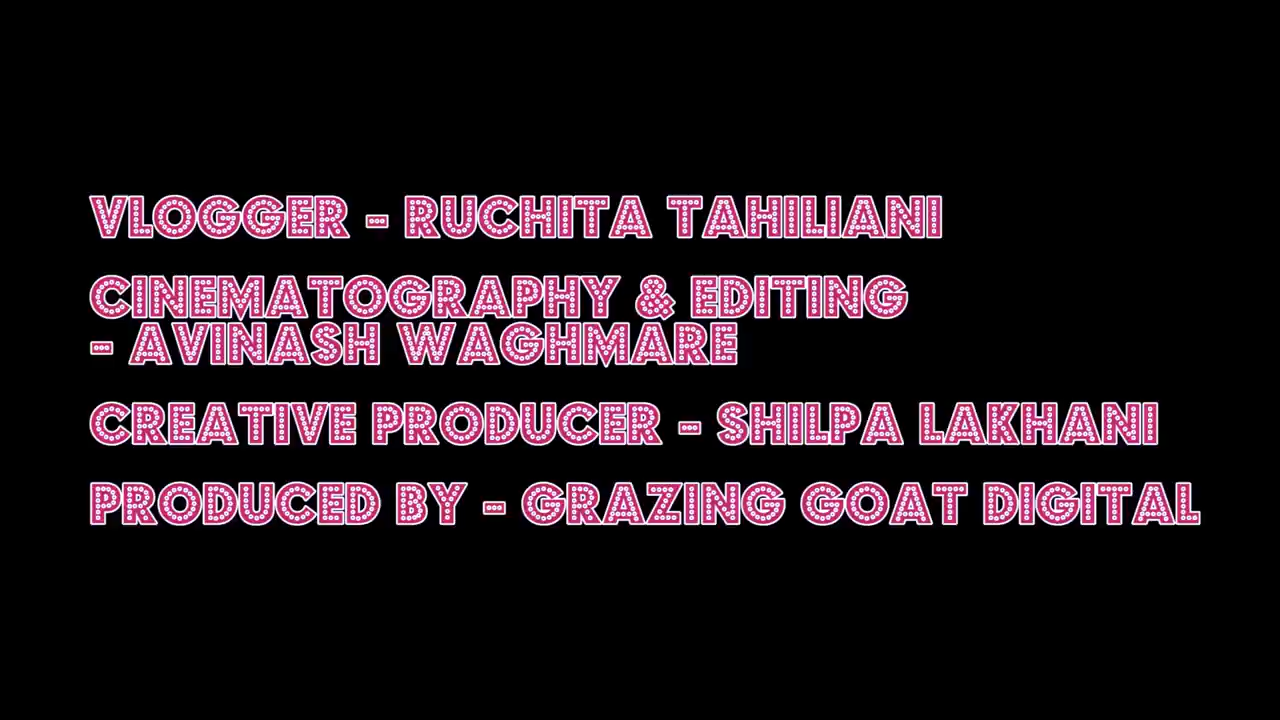 VLOGGER - RUCHITA TAHILIANI
CINEMATOGRAPHY & EDITING
- AVINASH WAGHMARE
CREATIVE PRODUCER - SHILPA LAKHANI
PRODUCED BY - GRAZING GOAT DIGITAL